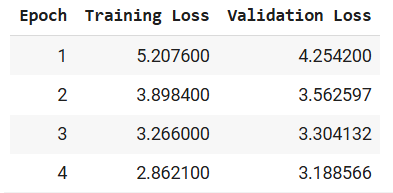 Epoch Training Loss Validation Loss
1 5.207600 4.254200
2 3.898400 3.562597
3 3.266000 3.304132
4 2.862100 3.188566